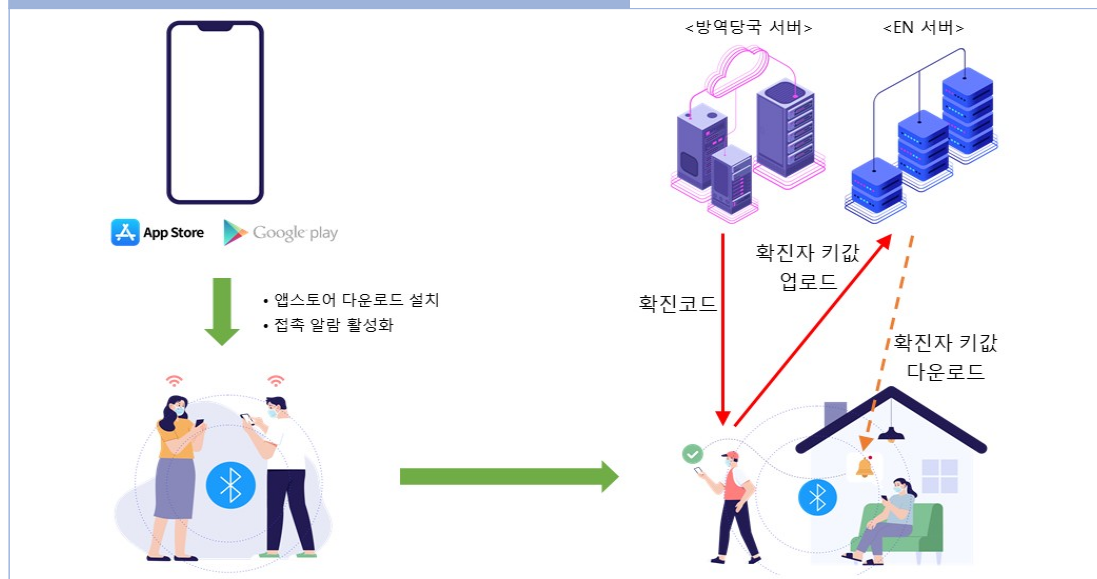 <방역당국 서버>
<EN 서버>
App Store
Google play
• 앱스토어 다운로드 설치
• 접촉 알람 활성화
확진코드
확진자 키값
업로드
확진자 키값
다운로드